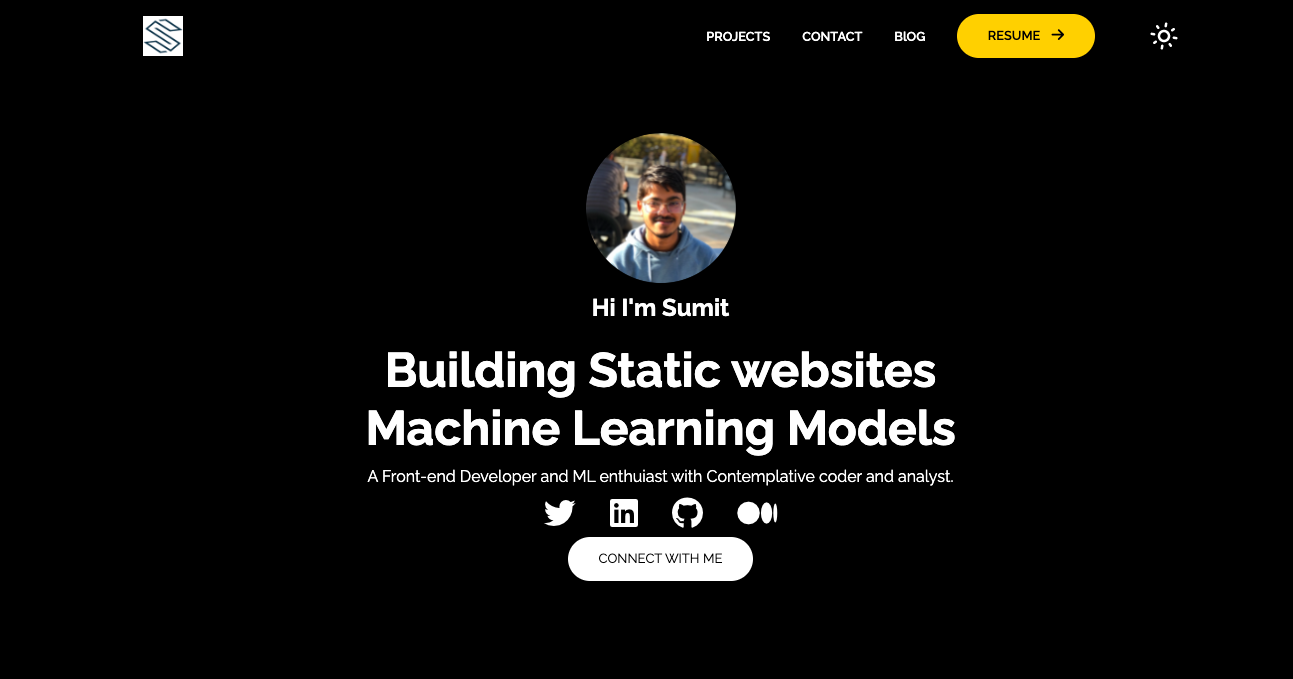 PROJECTS
CONTACT
BlOG
RESUME
Hi I'm Sumit
Building Static websites
Machine Learning Models
A Front-end Developer and ML enthuiast with Contemplative coder and analyst.
in
CONNECT WITH ME